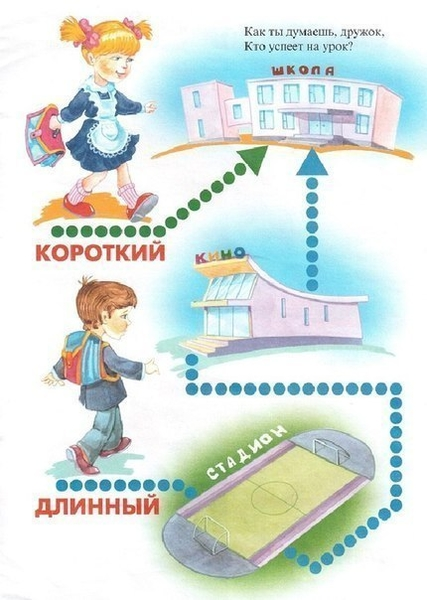 Как ты думаешь, дружок,
Кто успеет на урок?
ШКОЛА
КОРОТКИЙ
КИНО
СТАДИОН
ДЛИННЫЙ